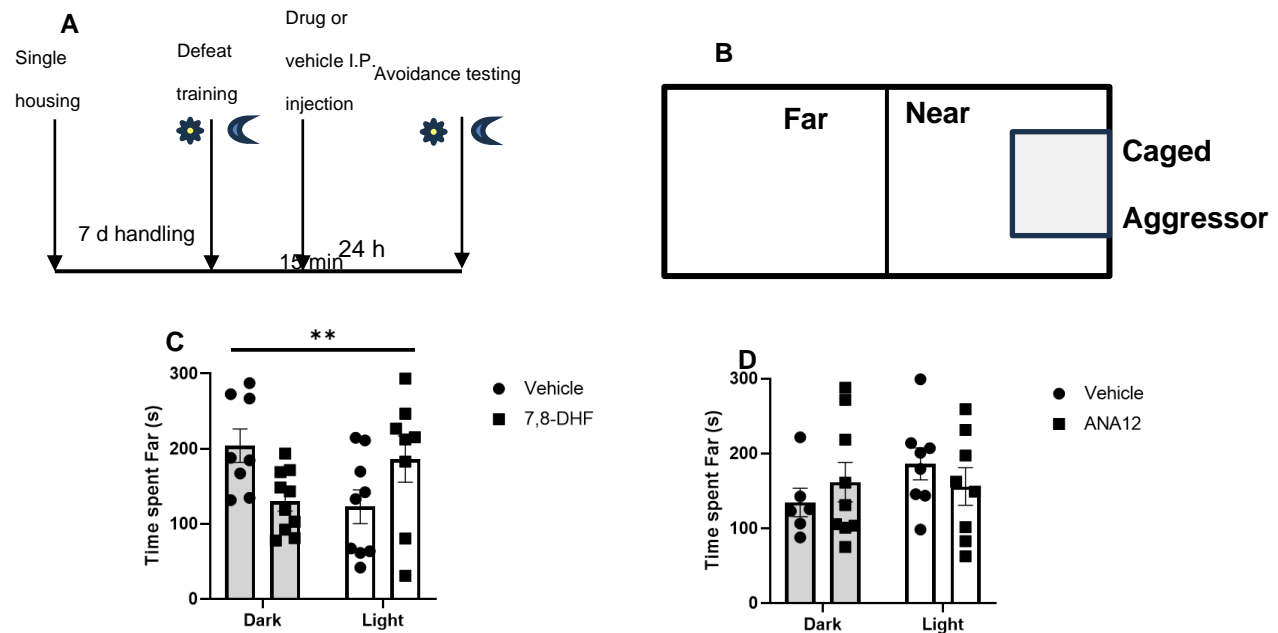 A
Single
housing
Defeat
training
Drug or
vehicle I.P.
injection
Avoidance testing
7 d handling
15 min
24 h
B
Far
Near
Caged
Aggressor
C
**
Time spent Far (s)
300
200
100
0
Dark
Light
Vehicle
7,8-DHF
D
Time spent Far (s)
300
200
100
0
Dark
Light
Vehicle
ANA12